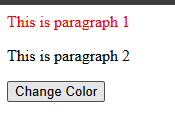 This is paragraph 1
This is paragraph 2
Change Color